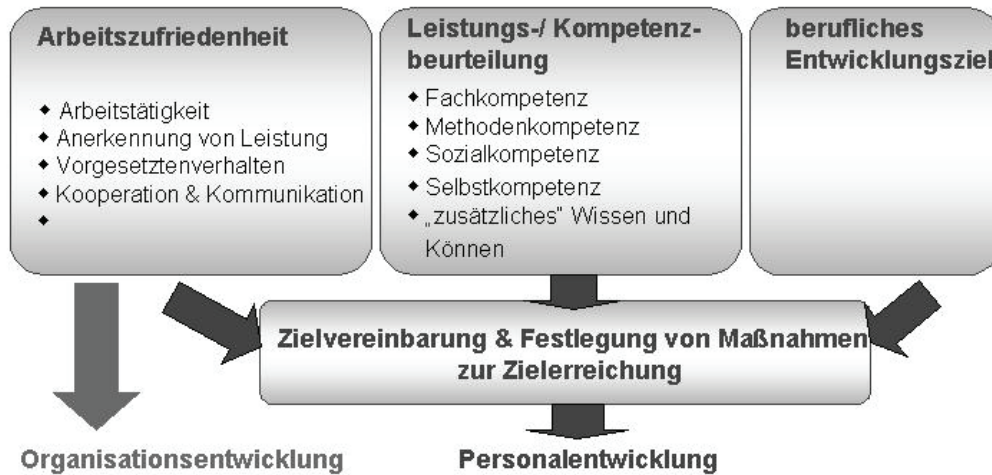 Arbeitszufriedenheit
◆ Arbeitstätigkeit
◆ Anerkennung von Leistung
◆ Vorgesetztenverhalten
◆ Kooperation & Kommunikation
◆
Leistungs-/ Kompetenz-
beurteilung
◆ Fachkompetenz
◆ Methodenkompetenz
◆ Sozialkompetenz
◆ Selbstkompetenz
◆ „zusätzliches" Wissen und
Können
berufliches
Entwicklungsziel
Zielvereinbarung & Festlegung von Maßnahmen
zur Zielerreichung
Organisationsentwicklung
Personalentwicklung